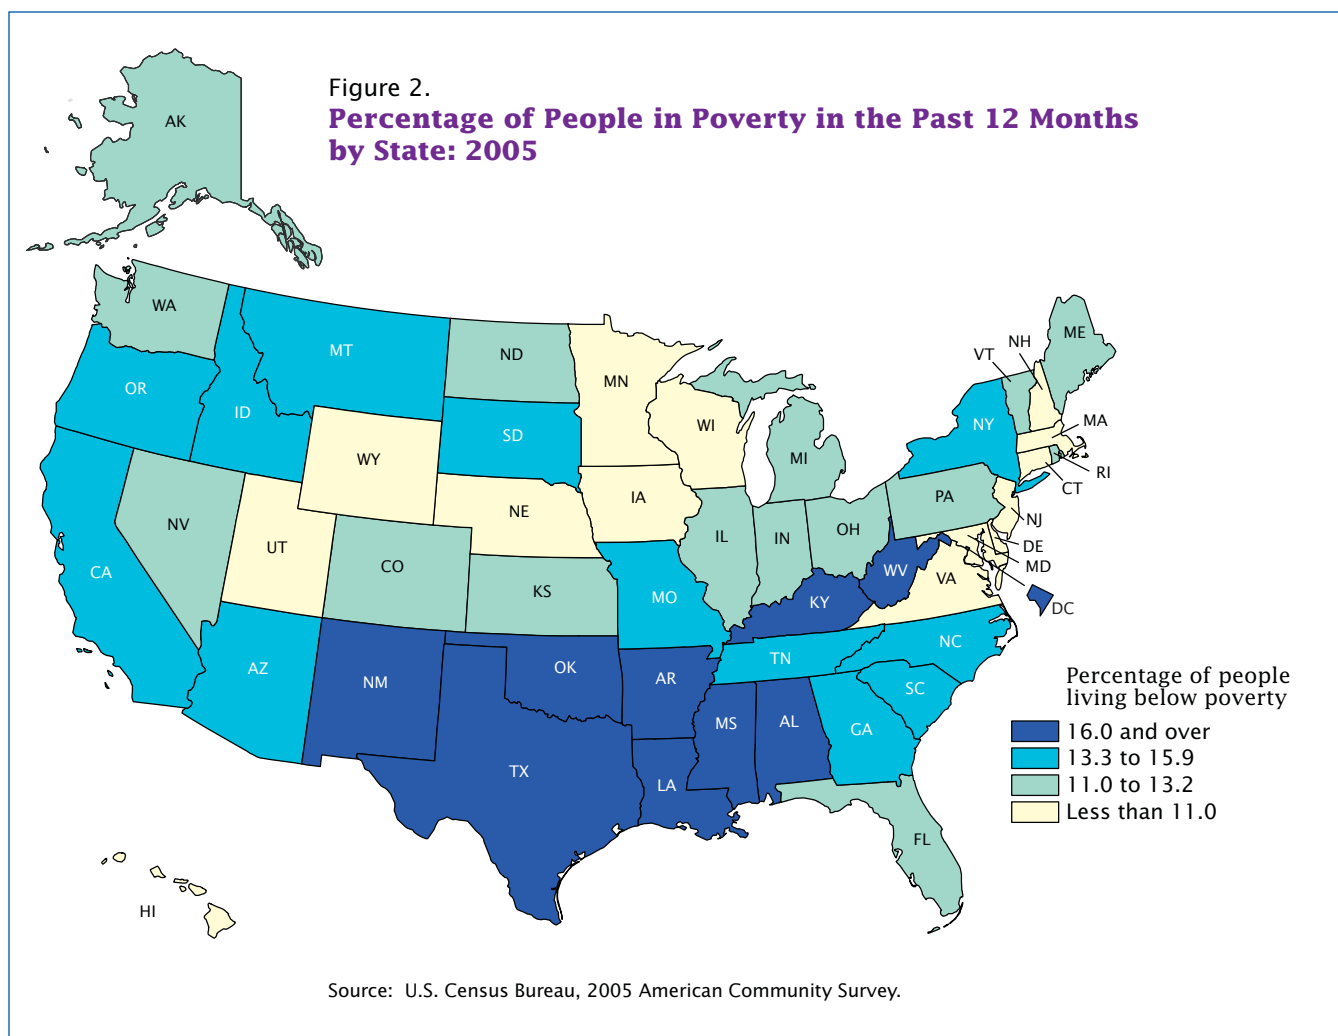 Figure 2.
Percentage of People in Poverty in the Past 12 Months
by State: 2005
AK
WA
MT
ND
ME
NH
VT
OR
ID
MN
SD
WI
NY
MA
WY
MI
RI
CT
IA
PA
NE
NV
NJ
UT
IL
IN
OH
DE
CO
MD
CA
WV
VA
KS
MO
KY
DC
NC
TN
AZ
OK
NM
AR
SC
MS
AL
GA
TX
LA
FL
HI
Percentage of people
living below poverty
16.0 and over
13.3 to 15.9
11.0 to 13.2
Less than 11.0
Source: U.S. Census Bureau, 2005 American Community Survey.